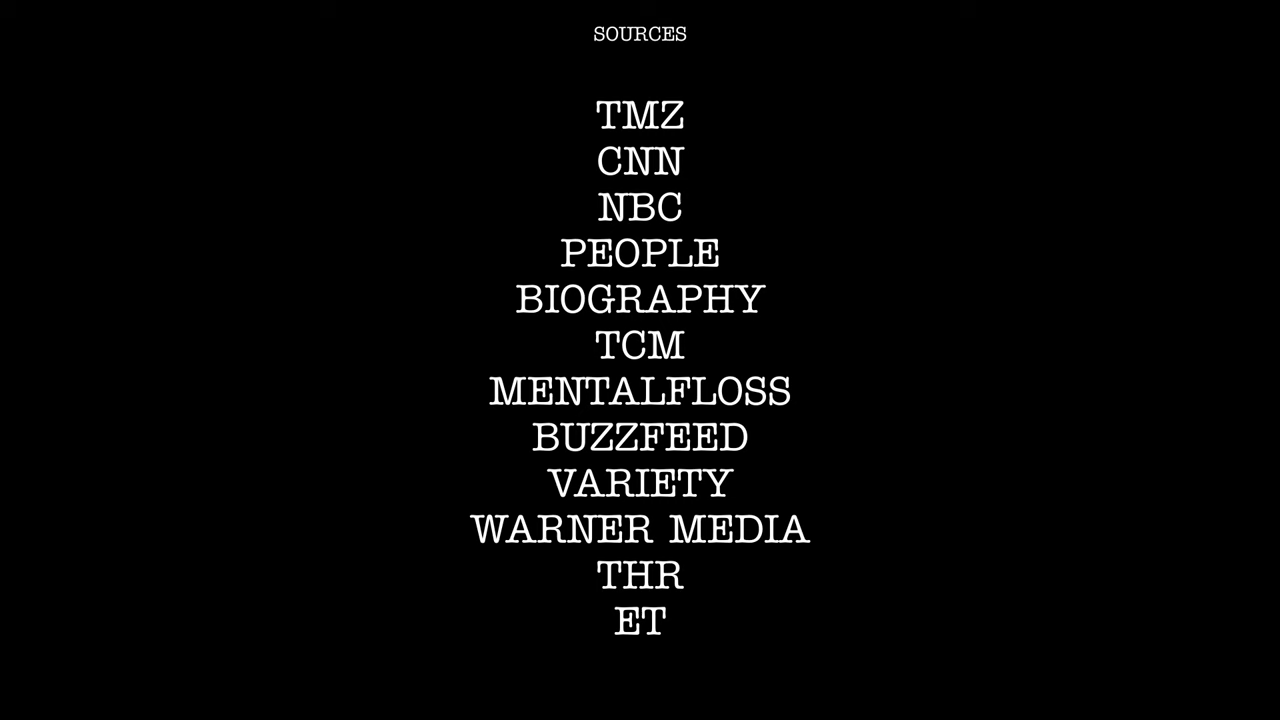 SOURCES
TMZ
CNN
NBC
PEOPLE
BIOGRAPHY
TCM
MENTALFLOSS
BUZZFEED
VARIETY
WARNER MEDIA
THR
ET